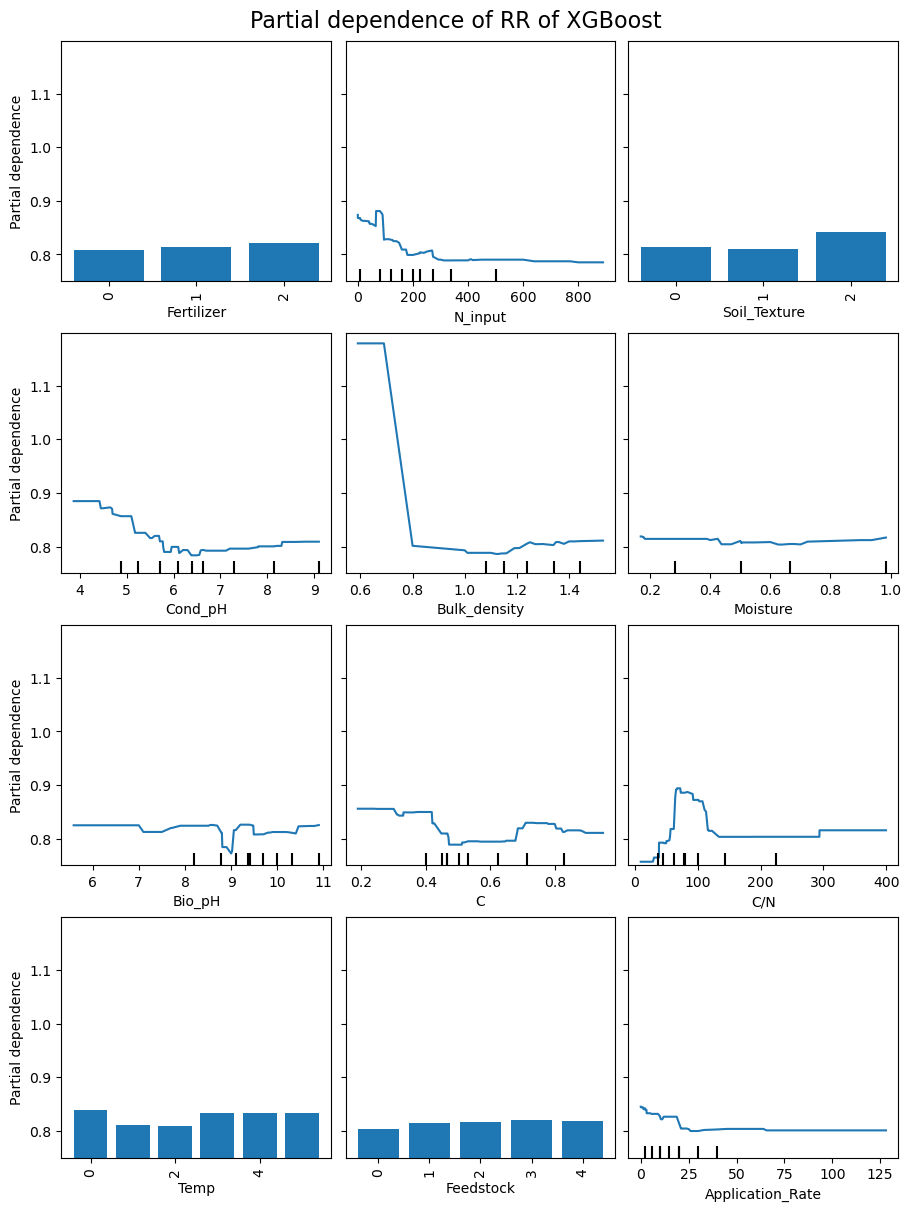 Partial dependence of RR of XGBoost
Partial dependence
1.1
1.0
0.9
0.8
0 1 2
Fertilizer
0 200 400 600 800
N_input
0 1 2
Soil_Texture
Partial dependence
1.1
1.0
0.9
0.8
4 5 6 7 8 9
Cond_pH
0.6 0.8 1.0 1.2 1.4
Bulk_density
0.2 0.4 0.6 0.8 1.0
Moisture
Partial dependence
1.1
1.0
0.9
0.8
6 7 8 9 10 11
Bio_pH
0.2 0.4 0.6 0.8
C
0 100 200 300 400
C/N
Partial dependence
1.1
1.0
0.9
0.8
0 2 4
Temp
0 1 2 3 4
Feedstock
0 25 50 75 100 125
Application_Rate